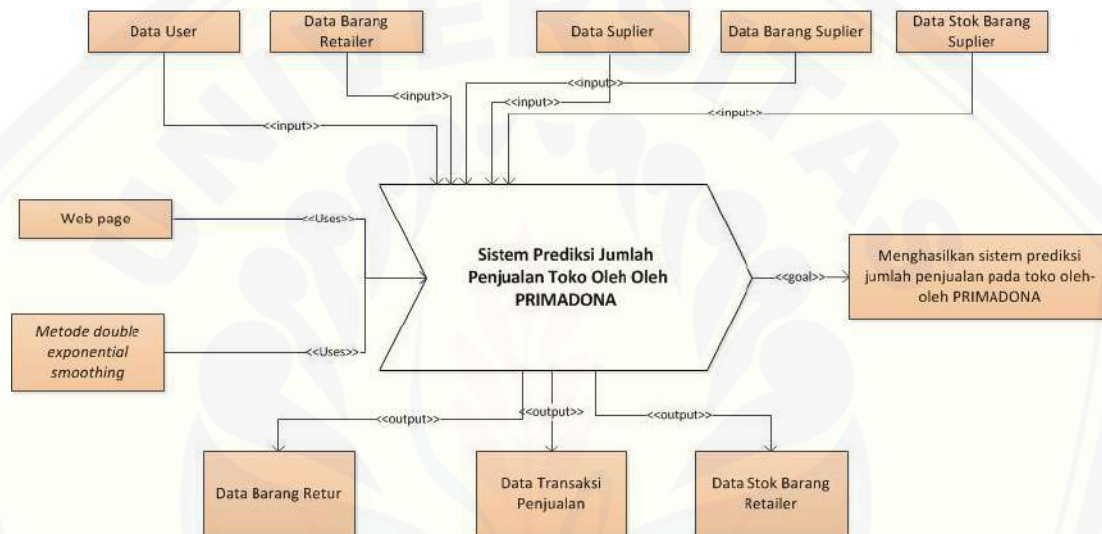 Data User
Data Barang
Retailer
Data Suplier
Data Barang Suplier
Data Stok Barang
Suplier
<<input>>
<<input>>
<<input>>
<<input>>
<<input>>
UNIVERSITAS
Web page
<<Uses>>
Sistem Prediksi Jumlah
Penjualan Toko Oleh Oleh
PRIMADONA
<<goal>>
Menghasilkan sistem prediksi
jumlah penjualan pada toko oleh-
oleh PRIMADONA
Metode double
exponential
smoothing
<<Uses>>
<<output>>
<<output>>
<<output>>
Data Barang Retur
Data Transaksi
Penjualan
Data Stok Barang
Retailer